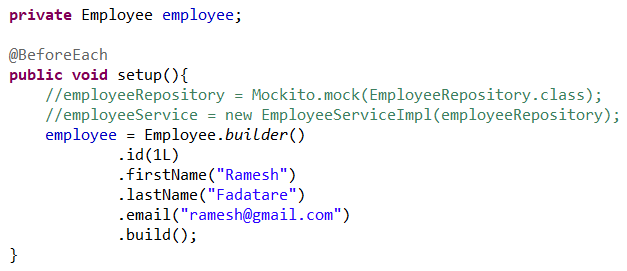 private Employee employee;
@BeforeEach
public void setup(){
//employeeRepository = Mockito.mock(EmployeeRepository.class);
//employeeService = new EmployeeServiceImpl(employeeRepository);
employee = Employee.builder()
.id(1L)
.firstName("Ramesh")
.lastName("Fadatare")
.email("ramesh@gmail.com")
.build();
}